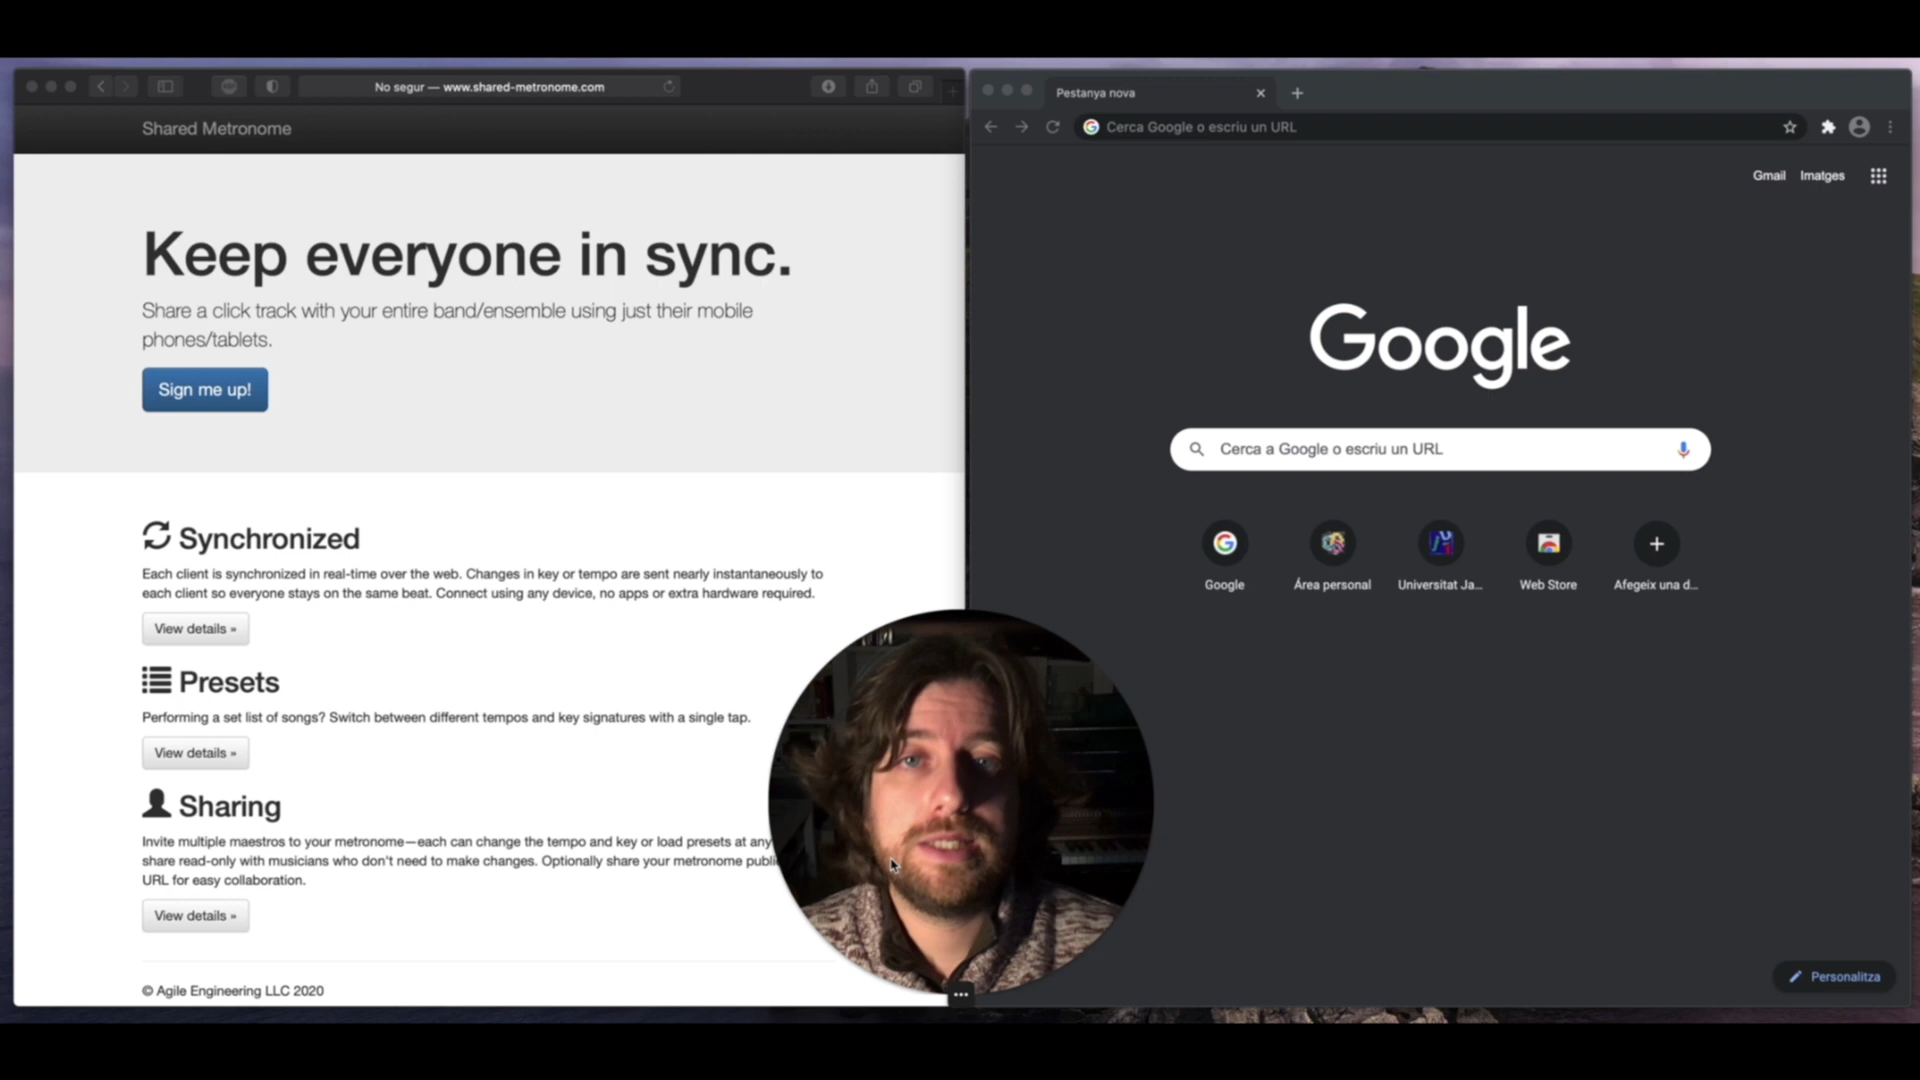 No segur — www.shared-metronome.com
Shared Metronome
Keep everyone in sync.
Share a click track with your entire band/ensemble using just their mobile
phones/tablets.
Sign me up!
Synchronized
Each client is synchronized in real-time over the web. Changes in key or tempo are sent nearly instantaneously to
each client so everyone stays on the same beat. Connect using any device, no apps or extra hardware required.
View details »
Presets
Performing a set list of songs? Switch between different tempos and key signatures with a single tap.
View details »
Sharing
Invite multiple maestros to your metronome—each can change the tempo and key or load presets at any
share read-only with musicians who don't need to make changes. Optionally share your metronome
URL for easy collaboration.
View details »
© Agile Engineering LLC 2020
Pestanya nova
Cerca Google o escriu un URL
Gmail Imatges
Google
Cerca a Google o escriu un URL
Google Área personal Universitat Ja... Web Store Afegeix una d...
Personalitza